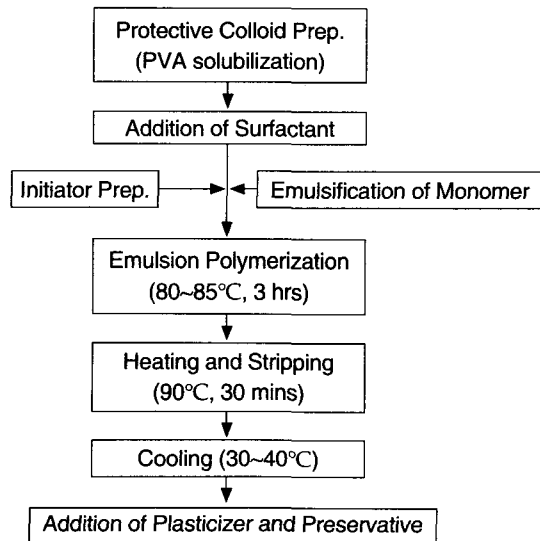 Protective Colloid Prep.
(PVA solubilization)
Addition of Surfactant
Initiator Prep.
Emulsification of Monomer
Emulsion Polymerization
(80~85℃, 3 hrs)
Heating and Stripping
(90℃, 30 mins)
Cooling (30~40℃)
Addition of Plasticizer and Preservative